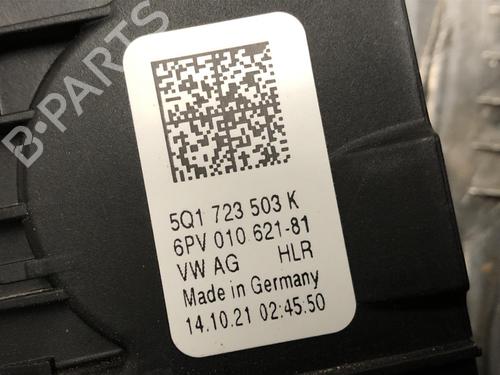 B-PARTS
5Q1 723 503 K
6PV 010 621-81
VW AG HLR
Made in Germany
14.10.21 02:45.50